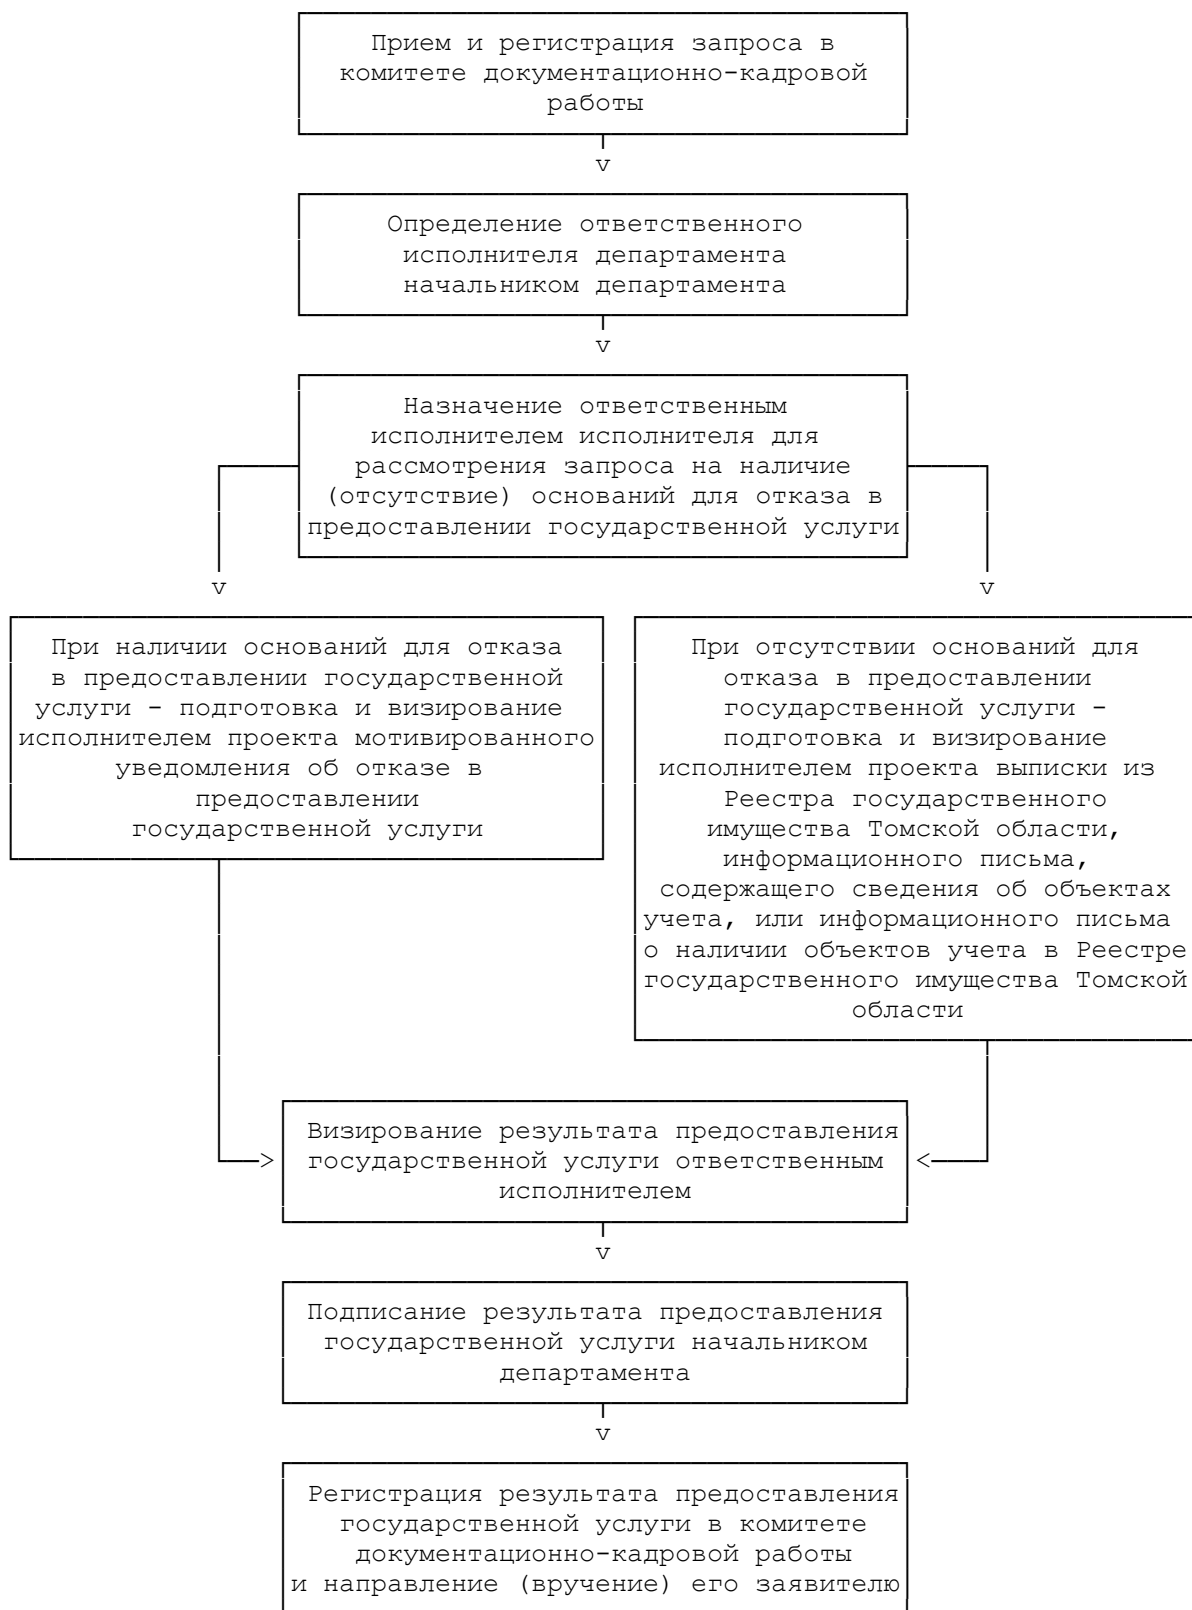 Прием и регистрация запроса в
комитете документационно-кадровой
работы
v
Определение ответственного
исполнителя департамента
начальником департамента
v
Назначение ответственным
исполнителем исполнителя для
рассмотрения запроса на наличие
(отсутствие) оснований для отказа в
предоставлении государственной услуги
v
v
При наличии оснований для отказа
в предоставлении государственной
услуги - подготовка и визирование
исполнителем проекта мотивированного
уведомления об отказе в
предоставлении
государственной услуги
При отсутствии оснований для
отказа в предоставлении
государственной услуги -
подготовка и визирование
исполнителем проекта выписки из
Реестра государственного
имущества Томской области,
информационного письма,
содержащего сведения об объектах
учета, или информационного письма
о наличии объектов учета в Реестре
государственного имущества Томской
области
Визирование результата предоставления
государственной услуги ответственным
исполнителем
v
Подписание результата предоставления
государственной услуги начальником
департамента
v
Регистрация результата предоставления
государственной услуги в комитете
документационно-кадровой работы
и направление (вручение) его заявителю